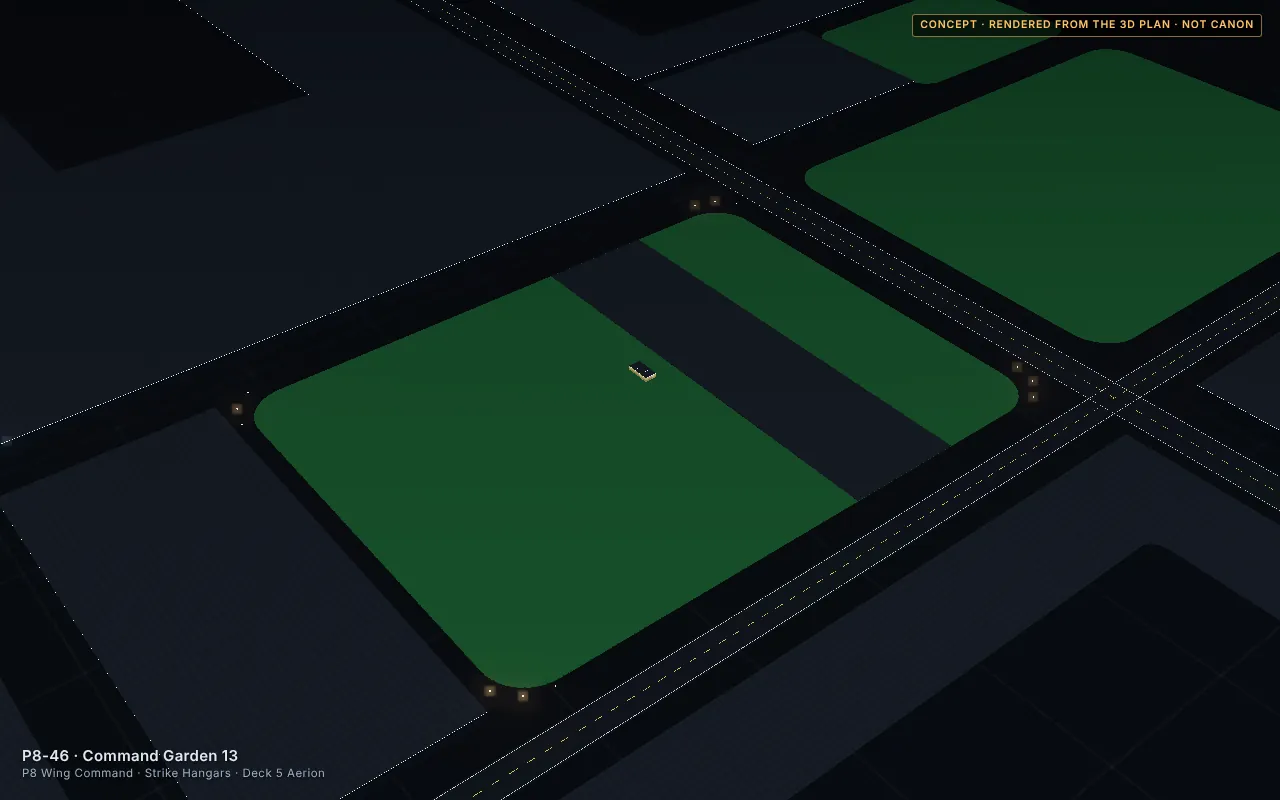 CONCEPT · RENDERED FROM THE 3D PLAN · NOT CANON
P8-46 · Command Garden 13
P8 Wing Command · Strike Hangars · Deck 5 Aerion